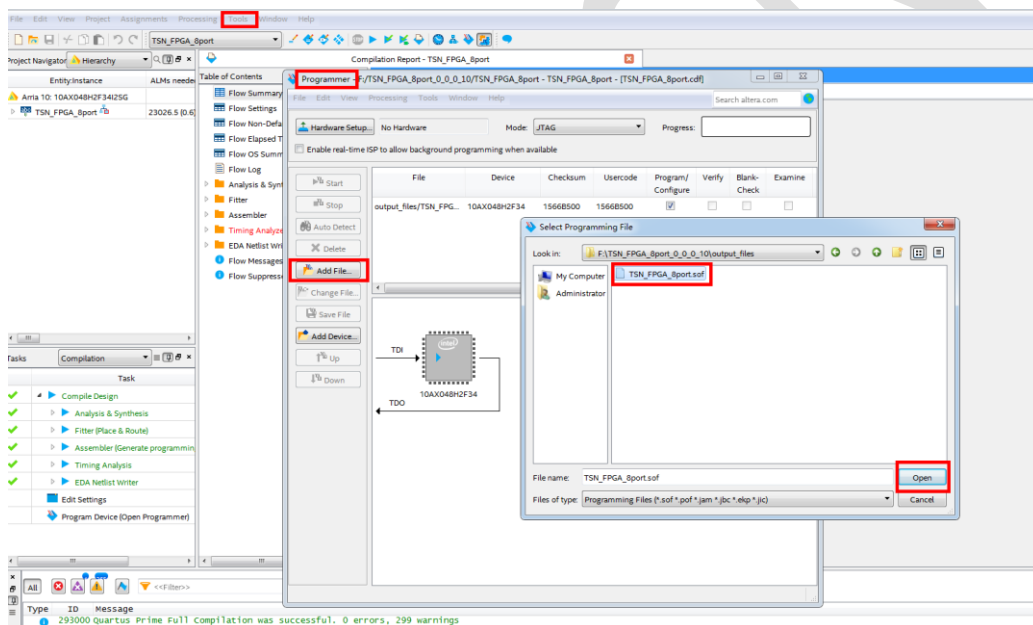 File Edit View Project Assignments Processing Tools Window Help
TSN_FPGA_8port
Project Navigator Hierarchy
Compilation Report - TSN_FPGA_8port
Entity:Instance ALMs neede
Arria 10: 10AX048H2F34I2SG
TSN_FPGA_8port 23026.5 (0.6)
Table of Contents
Flow Summary
Flow Settings
Flow Non-Defa
Flow Elapsed T
Flow OS Summ
Flow Log
Analysis & Synt
Fitter
Assembler
Timing Analyze
EDA Netlist Wri
Flow Messages
Flow Suppress
Programmer - F:/TSN_FPGA_8port_0_0_0_10/TSN_FPGA_8port - TSN_FPGA_8port - [TSN_FPGA_8port.cdf]
File Edit View Processing Tools Window Help
Search altera.com
Hardware Setup... No Hardware Mode: JTAG Progress:
Enable real-time ISP to allow background programming when available
Start
Stop
Auto Detect
Delete
Add File...
Change File...
Save File
Add Device...
Up
Down
File Device Checksum Usercode Program/ Configure Verify Blank- Check Examine
output_files/TSN_FPG... 10AX048H2F34 1566B500 1566B500
TDI
intel
10AX048H2F34
TDO
Select Programming File
Look in: F:\TSN_FPGA_8port_0_0_0_10\output_files
My Computer
Administrator
TSN_FPGA_8port.sof
File name: TSN_FPGA_8port.sof
Open
Files of type: Programming Files (*.sof *.pof *.jam *.jbc *.ekp *.jic)
Cancel
Tasks Compilation
Task
Compile Design
Analysis & Synthesis
Fitter (Place & Route)
Assembler (Generate programmin
Timing Analysis
EDA Netlist Writer
Edit Settings
Program Device (Open Programmer)
All <<Filter>>
Type ID Message
293000 Quartus Prime Full Compilation was successful. 0 errors, 299 warnings